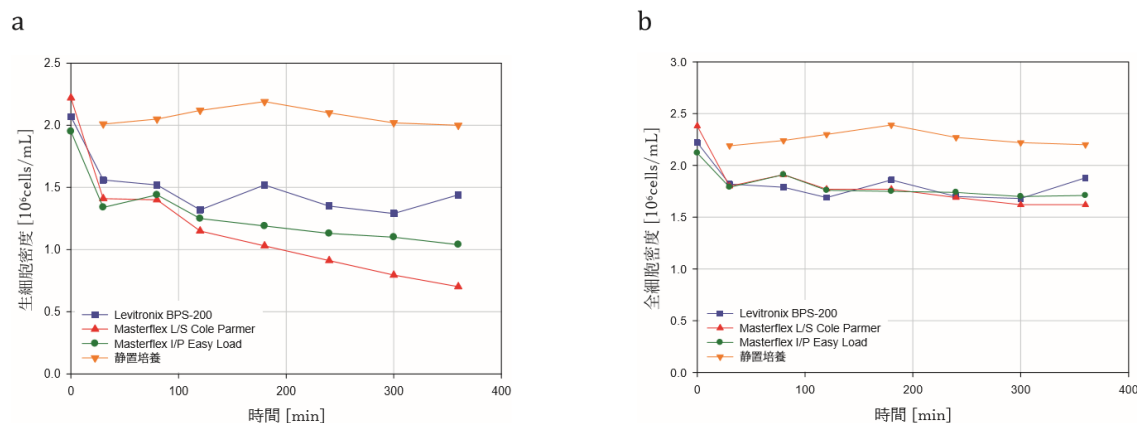 a
2.5
2.0
1.5
1.0
0.5
0.0
生細胞密度 [10⁶cells/mL]
Levitronix BPS-200
Masterflex L/S Cole Parmer
Masterflex I/P Easy Load
静置培養
0 100 200 300 400
時間 [min]
b
3.0
2.5
2.0
1.5
1.0
0.5
0.0
全細胞密度 [10⁶cells/mL]
Levitronix BPS-200
Masterflex L/S Cole Parmer
Masterflex I/P Easy Load
静置培養
0 100 200 300 400
時間 [min]